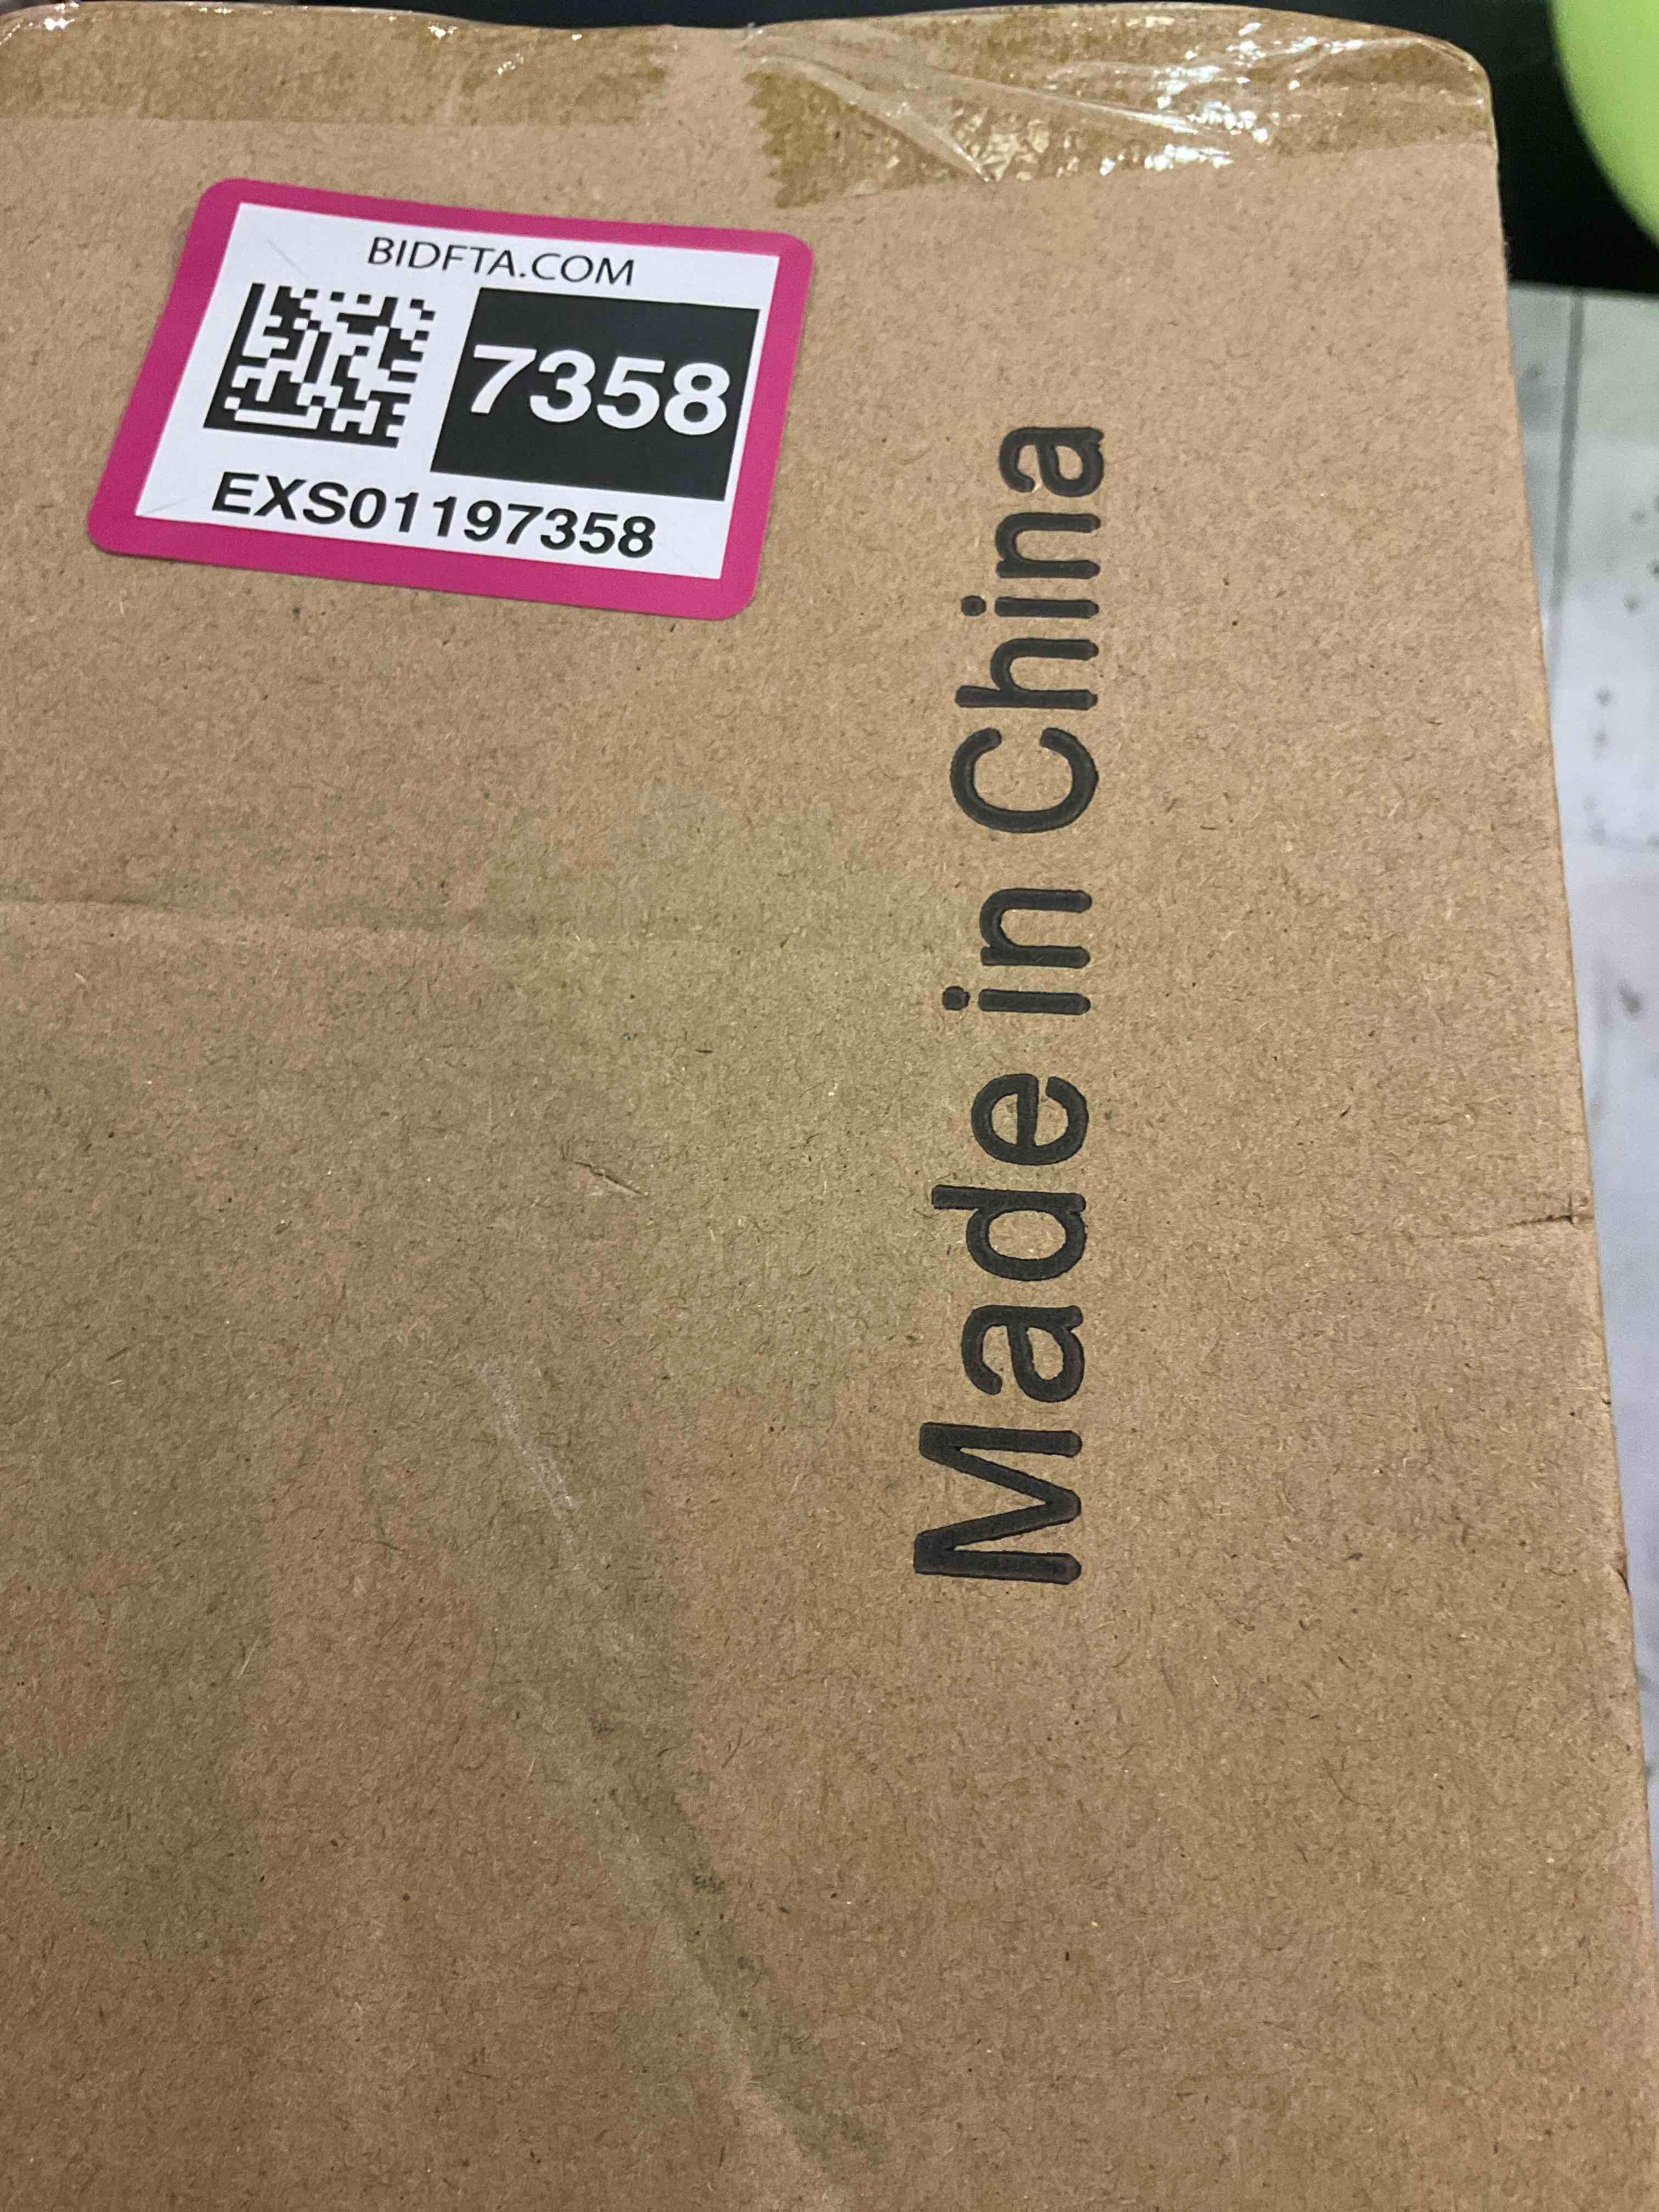 BIDFTA.COM
7358
EXS01197358
Made in China